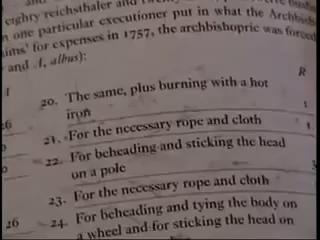 eighty reichsthaler and
n one particular executioner put in what the Archbish
aims' for expenses in 1757, the archbishopric was forced
and A, albus):
R
20. The same, plus burning with a hot
iron
26
21. For the necessary rope and cloth
22. For beheading and sticking the head
on a pole
23. For the necessary rope and cloth
26
24. For beheading and tying the body on
a wheel and for sticking the head on